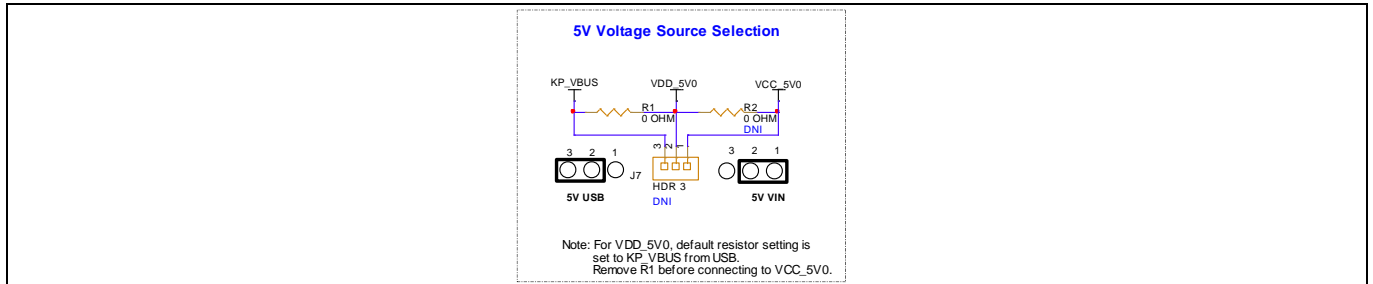 5V Voltage Source Selection
KP_VBUS VDD_5V0 VCC_5V0
R1 R2
0 OHM 0 OHM
DNI
3 2 1
3 2 1 3 2 1
J7
HDR 3
5V USB DNI 5V VIN
Note: For VDD_5V0, default resistor setting is
set to KP_VBUS from USB.
Remove R1 before connecting to VCC_5V0.